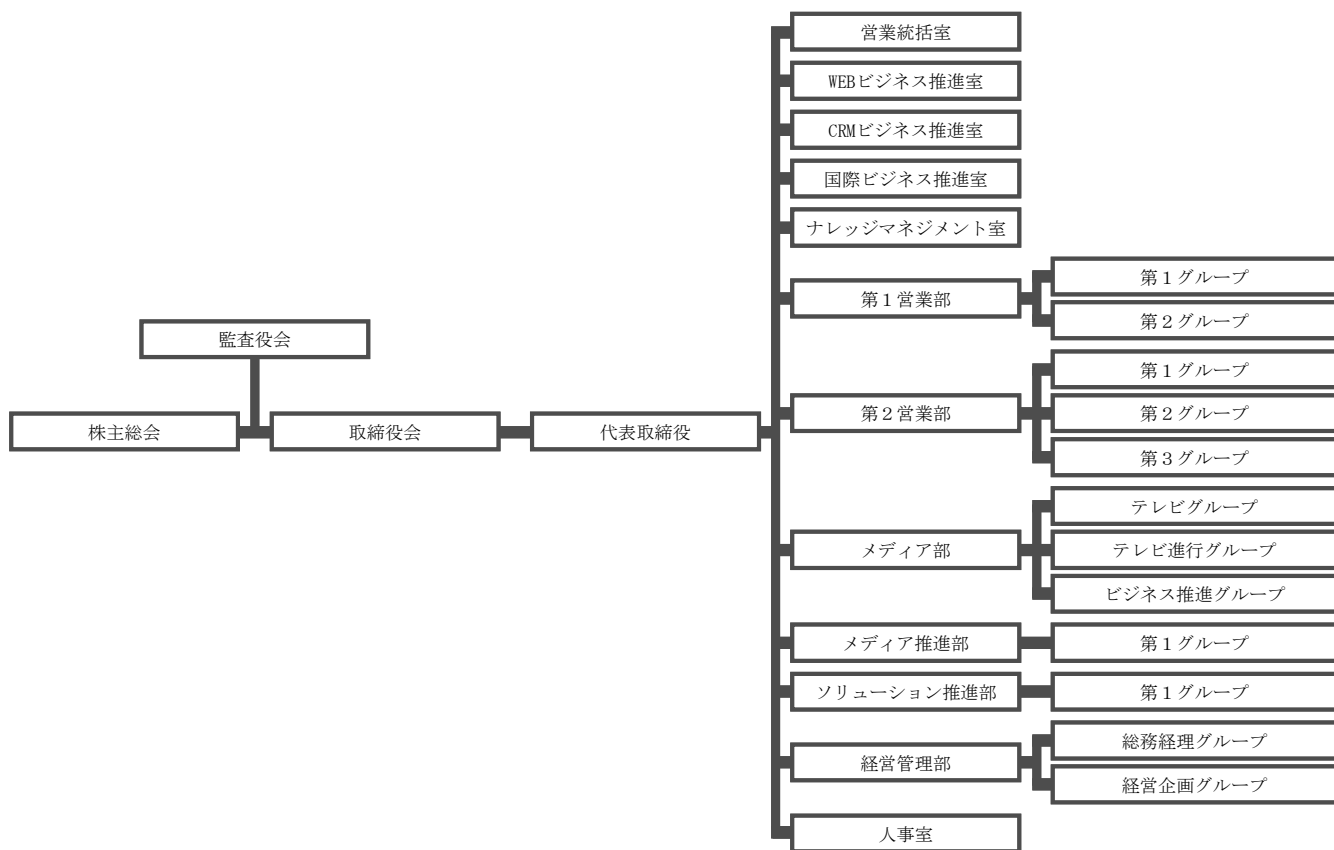 営業統括室
WEBビジネス推進室
CRMビジネス推進室
国際ビジネス推進室
ナレッジマネジメント室
第１グループ
第１営業部
第２グループ
監査役会
第１グループ
株主総会
取締役会
代表取締役
第２営業部
第２グループ
第３グループ
テレビグループ
メディア部
テレビ進行グループ
ビジネス推進グループ
メディア推進部
第１グループ
ソリューション推進部
第１グループ
総務経理グループ
経営管理部
経営企画グループ
人事室